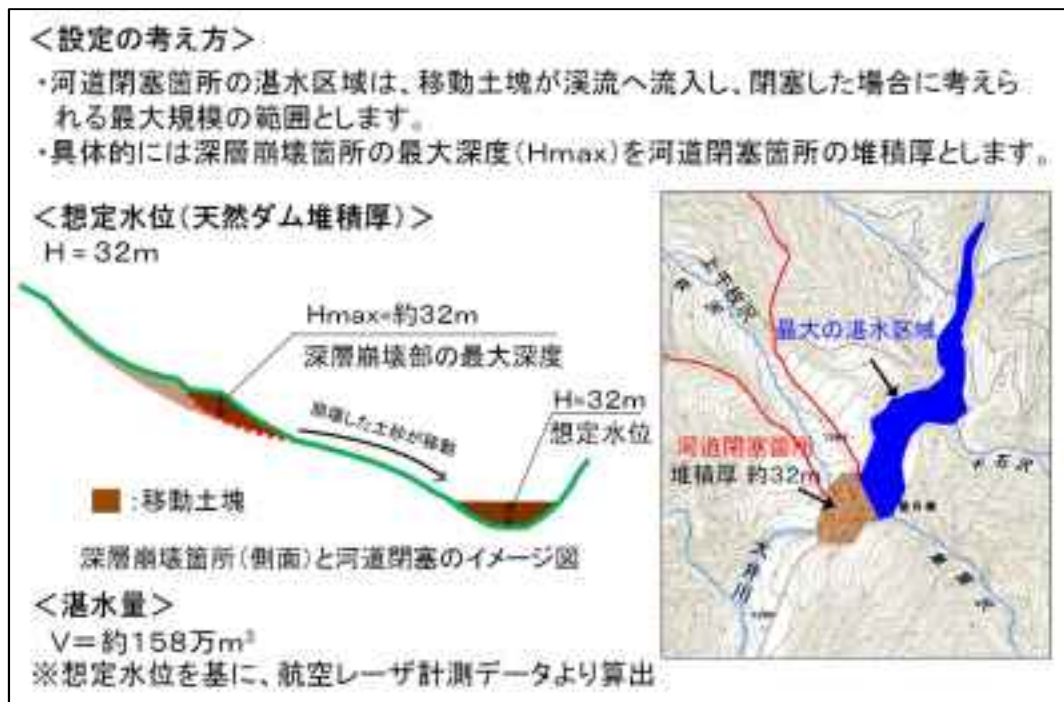 ＜設定の考え方＞
・河道閉塞箇所の湛水区域は、移動土塊が渓流へ流入し、閉塞した場合に考えら
れる最大規模の範囲とします。
・具体的には深層崩壊箇所の最大深度(Hmax)を河道閉塞箇所の堆積厚とします。
＜想定水位(天然ダム堆積厚)＞
H＝32m
Hmax=約32m
深層崩壊部の最大深度
崩壊した土砂が移動
H=32m
想定水位
:移動土塊
深層崩壊箇所(側面)と河道閉塞のイメージ図
＜湛水量＞
V＝約158万m³
※想定水位を基に、航空レーザ計測データより算出
最大の湛水区域
河道閉塞箇所
堆積厚 約32m
大井川